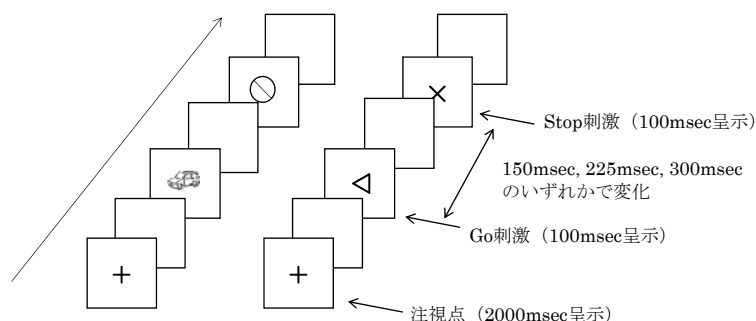 Stop刺激（100msec呈示）
150msec, 225msec, 300msec
のいずれかで変化
Go刺激（100msec呈示）
注視点（2000msec呈示）